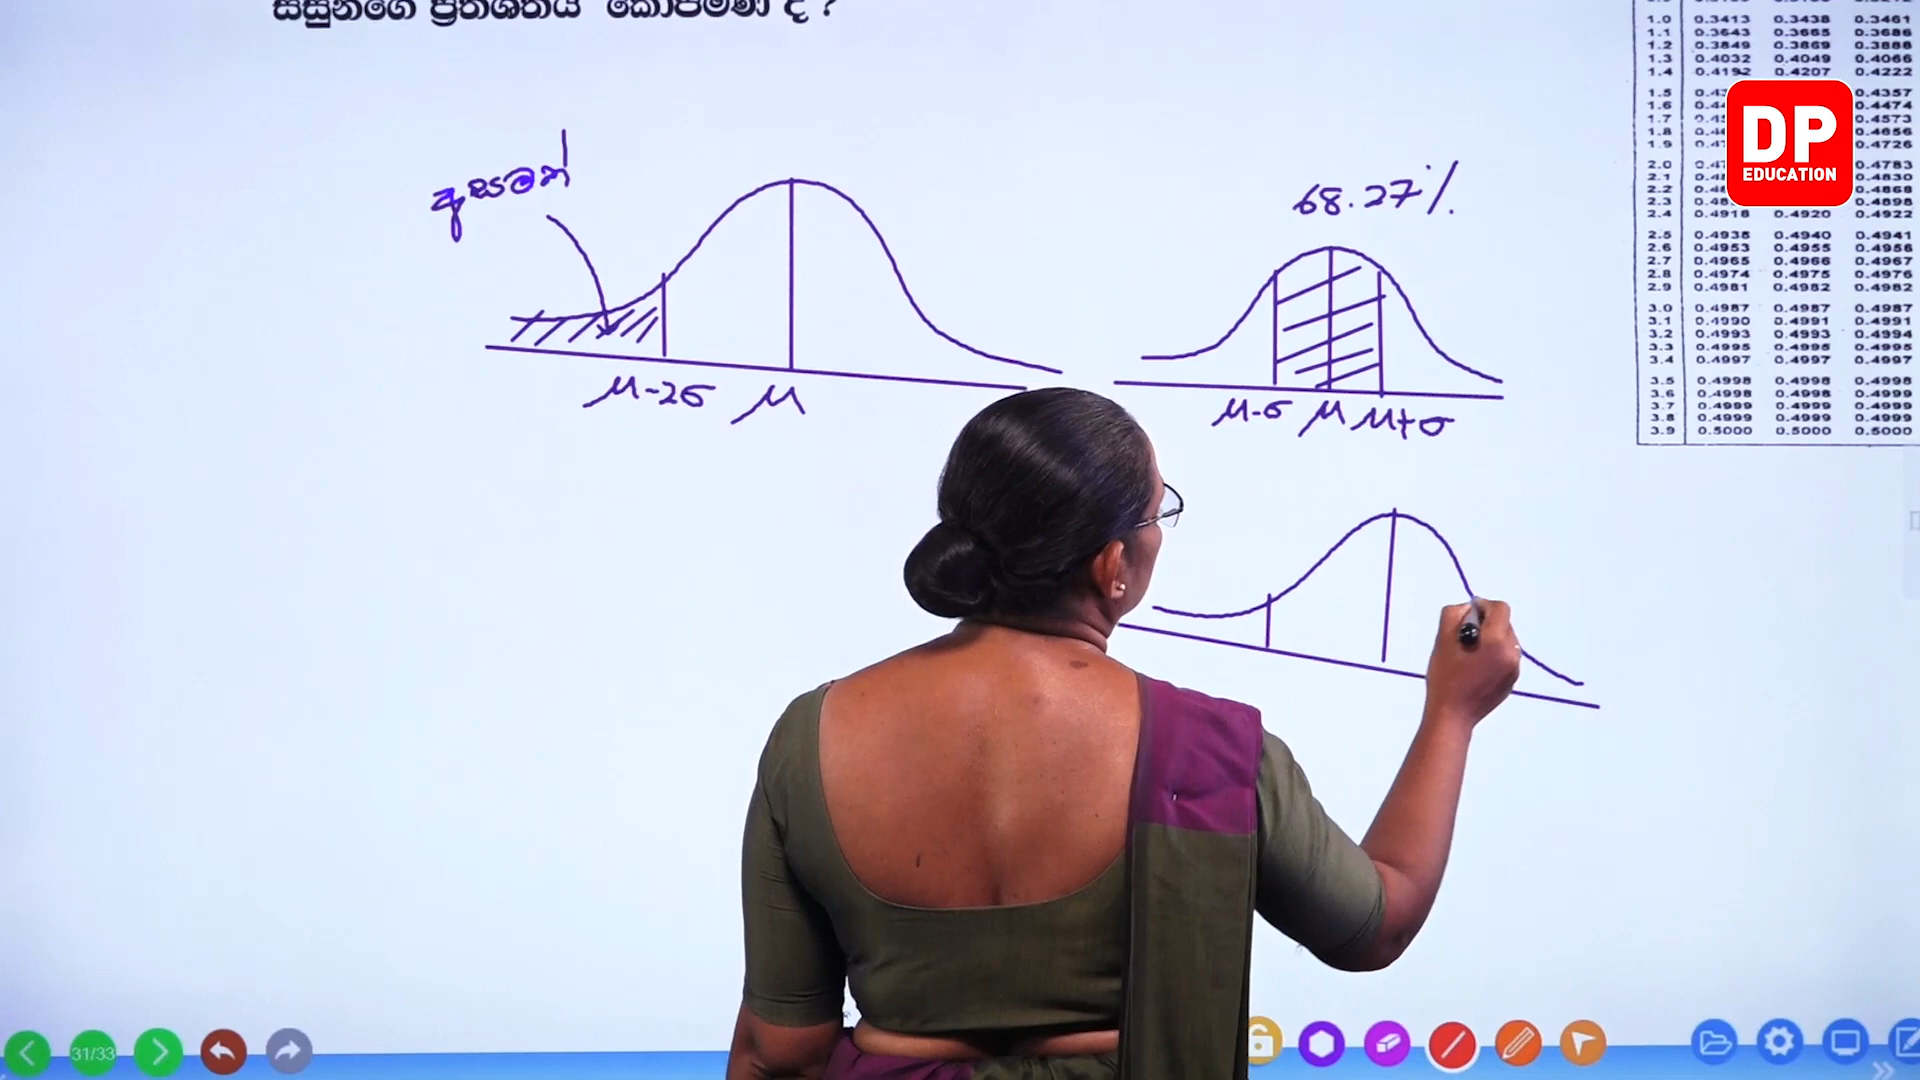 සිසුන්ගේ ප්‍රතිශතය කොපමණ ද ?
1.0 0.3413 0.3438 0.3461
1.1 0.3643 0.3665 0.3686
1.2 0.3849 0.3869 0.3888
1.3 0.4032 0.4049 0.4066
1.4 0.4192 0.4207 0.4222
1.5 0.4357
1.6 0.4474
1.7 0.4573
1.8 0.4656
1.9 0.4726
2.0 0.4783
2.1 0.4830
2.2 0.4868
2.3 0.4898
2.4 0.4918 0.4920 0.4922
2.5 0.4938 0.4940 0.4941
2.6 0.4953 0.4955 0.4956
2.7 0.4965 0.4966 0.4967
2.8 0.4974 0.4975 0.4976
2.9 0.4981 0.4982 0.4982
3.0 0.4987 0.4987 0.4987
3.1 0.4990 0.4991 0.4991
3.2 0.4993 0.4993 0.4994
3.3 0.4995 0.4995 0.4995
3.4 0.4997 0.4997 0.4997
3.5 0.4998 0.4998 0.4998
3.6 0.4998 0.4998 0.4999
3.7 0.4999 0.4999 0.4999
3.8 0.4999 0.4999 0.4999
3.9 0.5000 0.5000 0.5000
DP
EDUCATION
අසමත්
68.27%
μ-2σ μ
μ-σ μ μ+σ
31/33